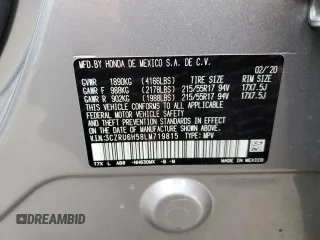 MFD.BY HONDA DE MEXICO S.A. DE C.V.
02/'20
GVWR 1890KG (4166LBS) TIRE SIZE RIM SIZE
GAWR F 988KG (2178LBS) 215/55R17 94V 17X7.5J
GAWR R 902KG (1988LBS) 215/55R17 94V 17X7.5J
THIS VEHICLE CONFORMS TO ALL APPLICABLE
FEDERAL MOTOR VEHICLE SAFETY AND
THEFT PREVENTION STANDARDS IN EFFECT
ON THE DATE OF MANUFACTURE SHOWN
ABOVE.
V.I.N:3CZRU6H58LM719815 TYPE: MPV
T7X L NH830MX -B -M
MADE IN MEXICO